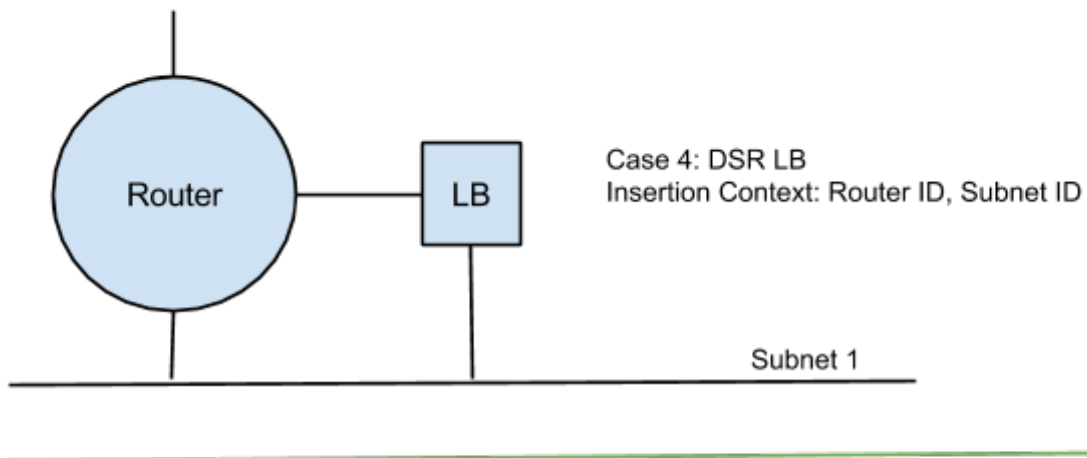 Router
LB
Case 4: DSR LB
Insertion Context: Router ID, Subnet ID
Subnet 1